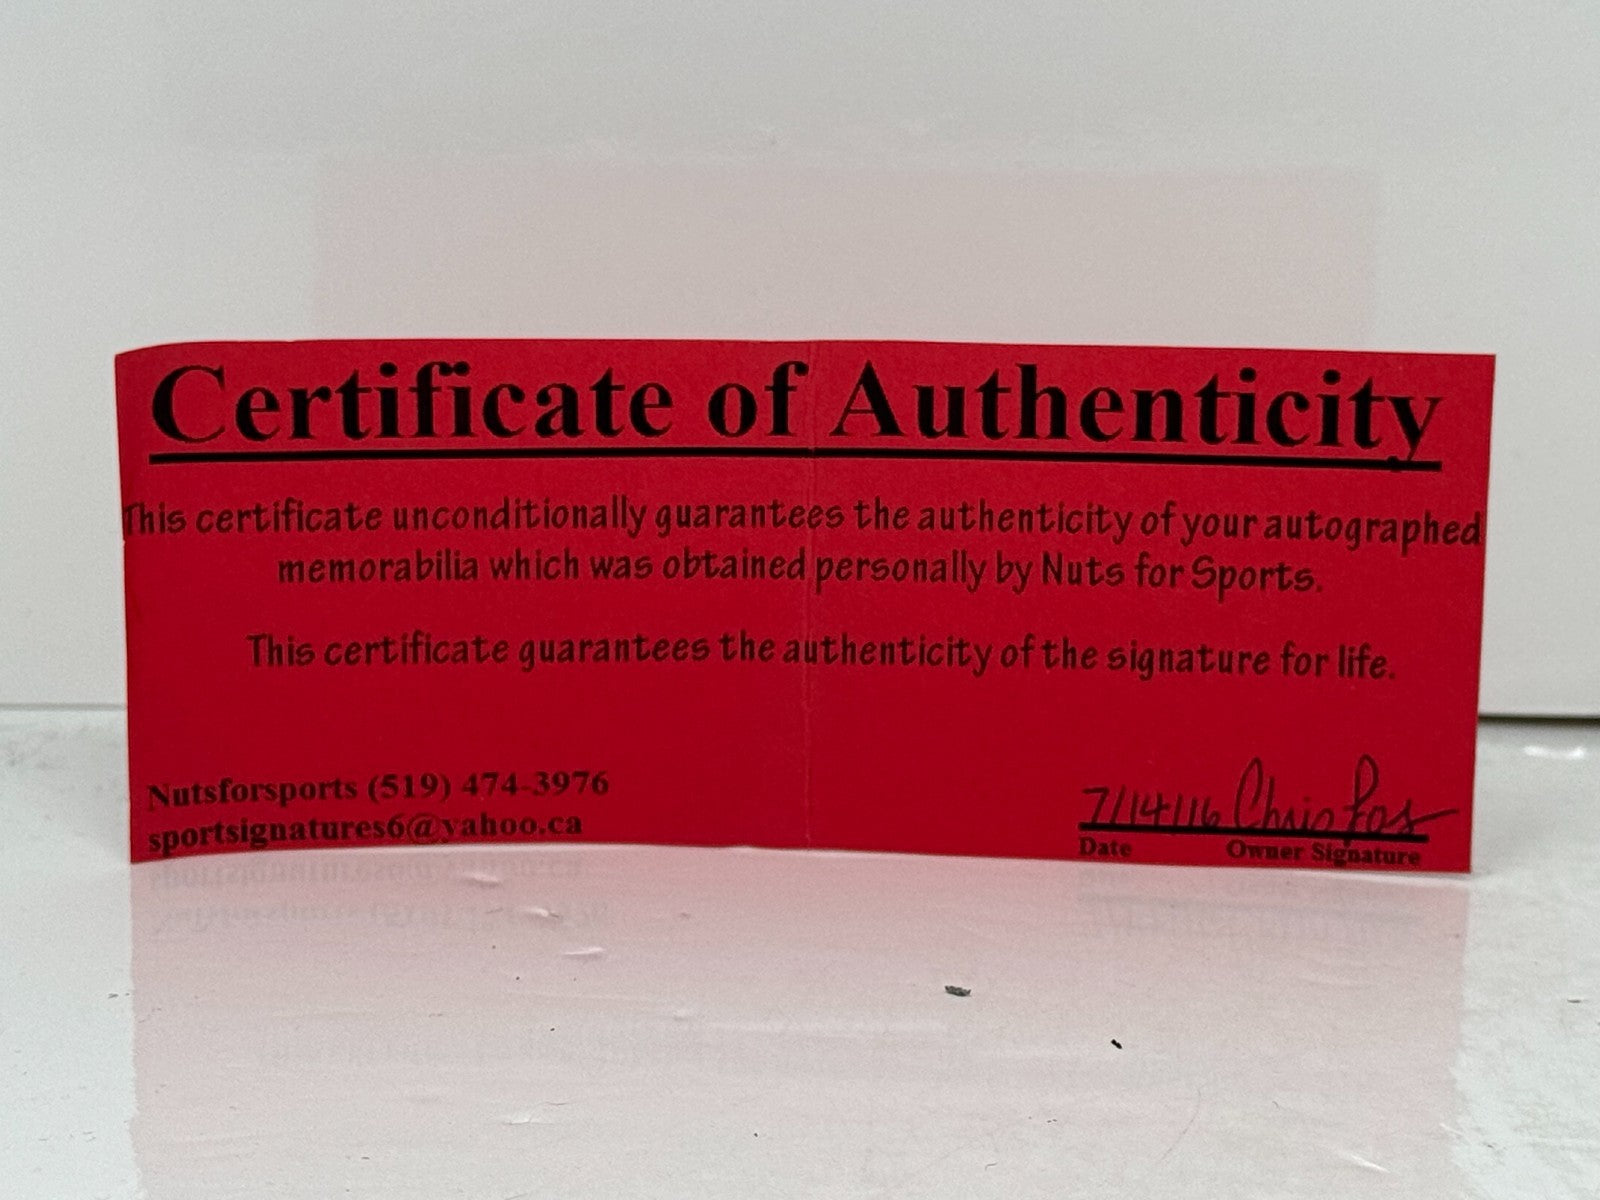 Certificate of Authenticity
This certificate unconditionally guarantees the authenticity of your autographed
memorabilia which was obtained personally by Nuts for Sports.
This certificate guarantees the authenticity of the signature for life.
Nutsforsports (519) 474-3976
sportsignatures6@yahoo.ca
7/14/16 Chris
Date Owner Signature